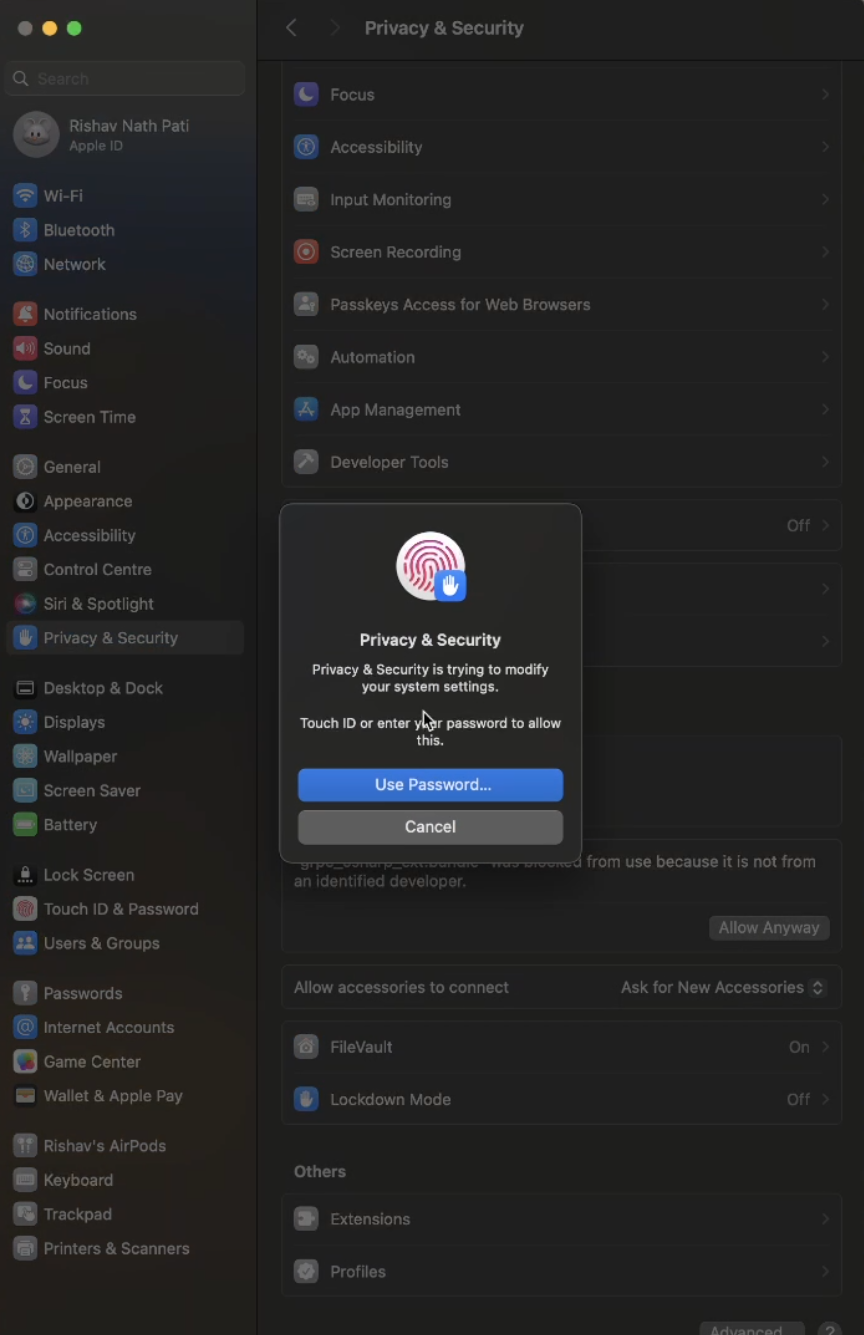 Privacy & Security
Search
Rishav Nath Pati
Apple ID
Wi-Fi
Bluetooth
Network
Notifications
Sound
Focus
Screen Time
General
Appearance
Accessibility
Control Centre
Siri & Spotlight
Privacy & Security
Desktop & Dock
Displays
Wallpaper
Screen Saver
Battery
Lock Screen
Touch ID & Password
Users & Groups
Passwords
Internet Accounts
Game Center
Wallet & Apple Pay
Rishav's AirPods
Keyboard
Trackpad
Printers & Scanners
Focus
Accessibility
Input Monitoring
Screen Recording
Passkeys Access for Web Browsers
Automation
App Management
Developer Tools
Off
Privacy & Security
Privacy & Security is trying to modify
your system settings.
Touch ID or enter your password to allow
this.
Use Password...
Cancel
was blocked from use because it is not from
an identified developer.
Allow Anyway
Allow accessories to connect
Ask for New Accessories
FileVault
On
Lockdown Mode
Off
Others
Extensions
Profiles
Advanced...
?